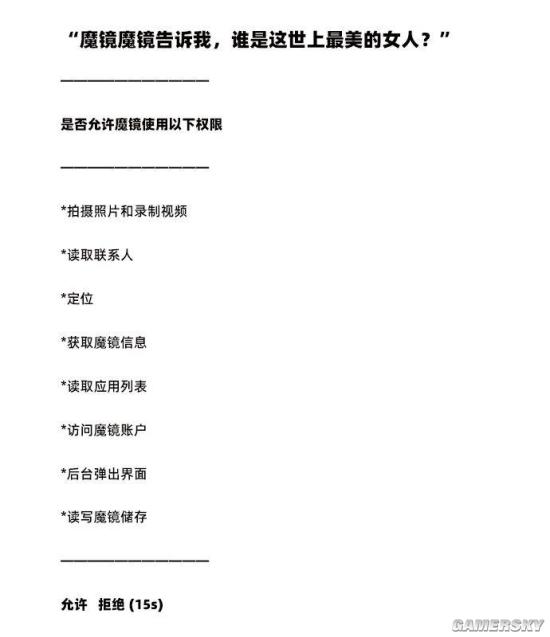 “魔镜魔镜告诉我，谁是这世上最美的女人？”
———————————
是否允许魔镜使用以下权限
———————————
*拍摄照片和录制视频
*读取联系人
*定位
*获取魔镜信息
*读取应用列表
*访问魔镜账户
*后台弹出界面
*读写魔镜储存
———————————
允许 拒绝 (15s)
GAMERSKY